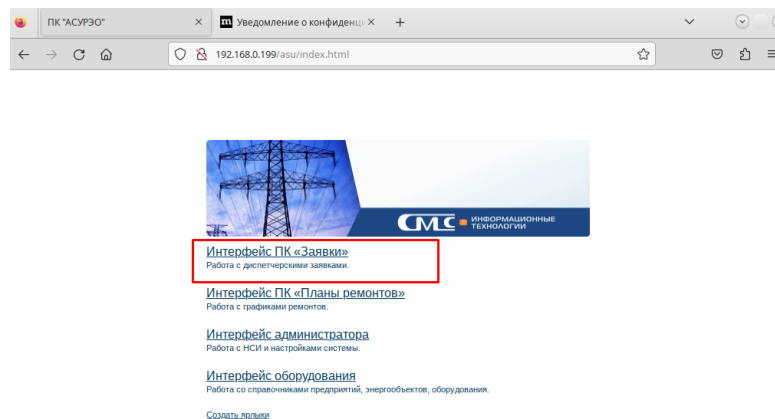 ПК "АСУРЭО"
Уведомление о конфиденци
192.168.0.199/asu/index.html
СМС ИНФОРМАЦИОННЫЕ
ТЕХНОЛОГИИ
Интерфейс ПК «Заявки»
Работа с диспетчерскими заявками.
Интерфейс ПК «Планы ремонтов»
Работа с графиками ремонтов.
Интерфейс администратора
Работа с НСИ и настройками системы.
Интерфейс оборудования
Работа со справочниками предприятий, энергообъектов, оборудования.
Создать ярлыки